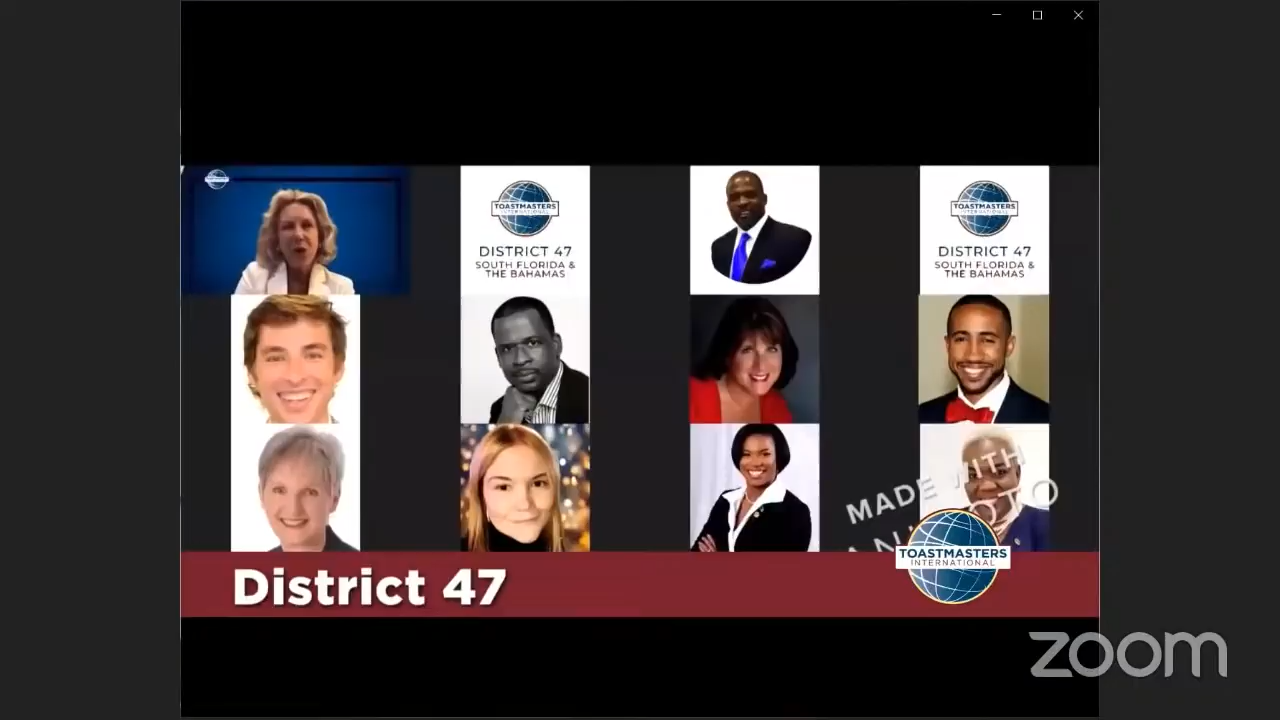 TOASTMASTERS
INTERNATIONAL
DISTRICT 47
SOUTH FLORIDA &
THE BAHAMAS
TOASTMASTERS
INTERNATIONAL
DISTRICT 47
SOUTH FLORIDA &
THE BAHAMAS
MADE WITH
District 47
TOASTMASTERS
INTERNATIONAL
zoom